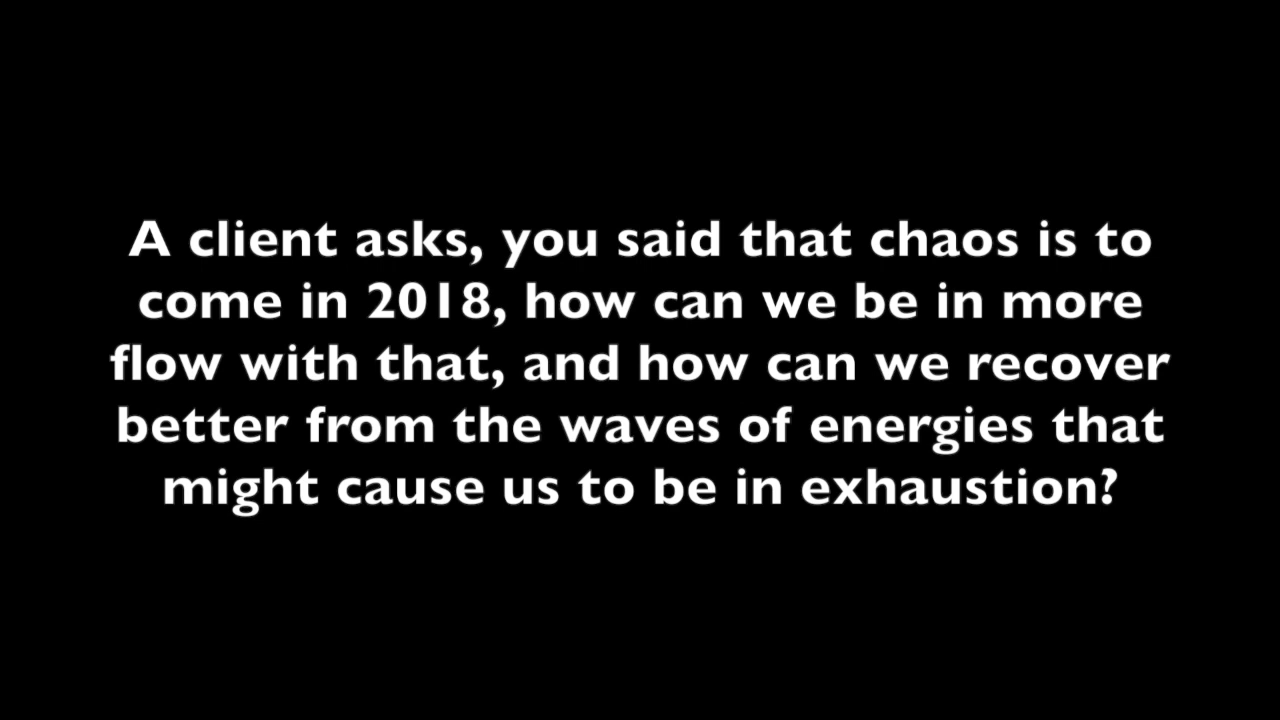 A client asks, you said that chaos is to
come in 2018, how can we be in more
flow with that, and how can we recover
better from the waves of energies that
might cause us to be in exhaustion?